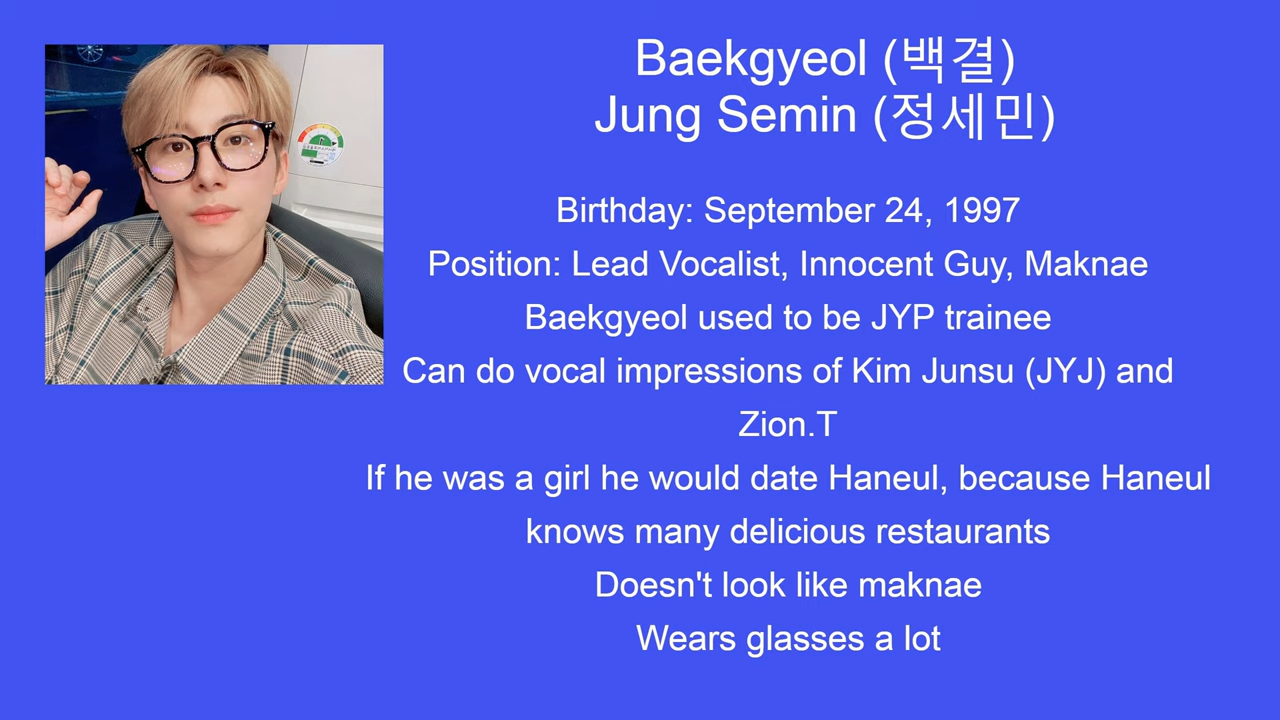 Baekgyeol (백결)
Jung Semin (정세민)
Birthday: September 24, 1997
Position: Lead Vocalist, Innocent Guy, Maknae
Baekgyeol used to be JYP trainee
Can do vocal impressions of Kim Junsu (JYJ) and
Zion.T
If he was a girl he would date Haneul, because Haneul
knows many delicious restaurants
Doesn't look like maknae
Wears glasses a lot